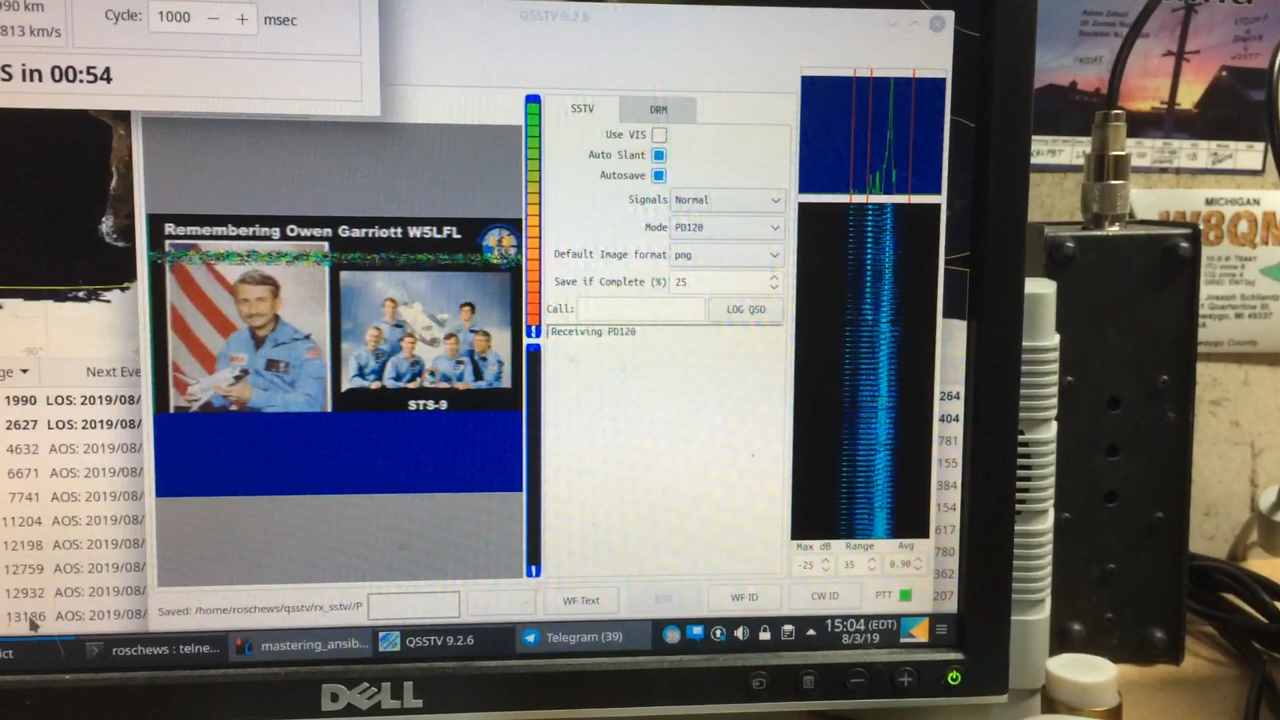 990 km
Cycle: 1000 − + msec
813 km/s
S in 00:54
QSSTV 9.2.6
SSTV DRM
Use VIS
Auto Slant
Autosave
Signals Normal
Mode PD120
Default Image format png
Save if Complete (%) 25
Call: LOG QSO
Receiving PD120
Remembering Owen Garriott W5LFL
STS-9
-90°
ge Next Eve
1990 LOS: 2019/08/
2627 LOS: 2019/08/
4632 AOS: 2019/08/
6671 AOS: 2019/08/
7741 AOS: 2019/08/
11204 AOS: 2019/08/
12198 AOS: 2019/08/
12759 AOS: 2019/08/
12932 AOS: 2019/08/
13186 AOS: 2019/08/
264
404
781
155
384
154
617
780
362
207
Max dB Range Avg
-25 35 0.90
Saved: /home/roschews/qsstv/rx_sstv//P
WF Text WF ID CW ID PTT
ict
roschews : telne...
mastering_ansib...
QSSTV 9.2.6
Telegram (39)
15:04 (EDT)
8/3/19
DELL
MICHIGAN
W8QN
Joseph
County